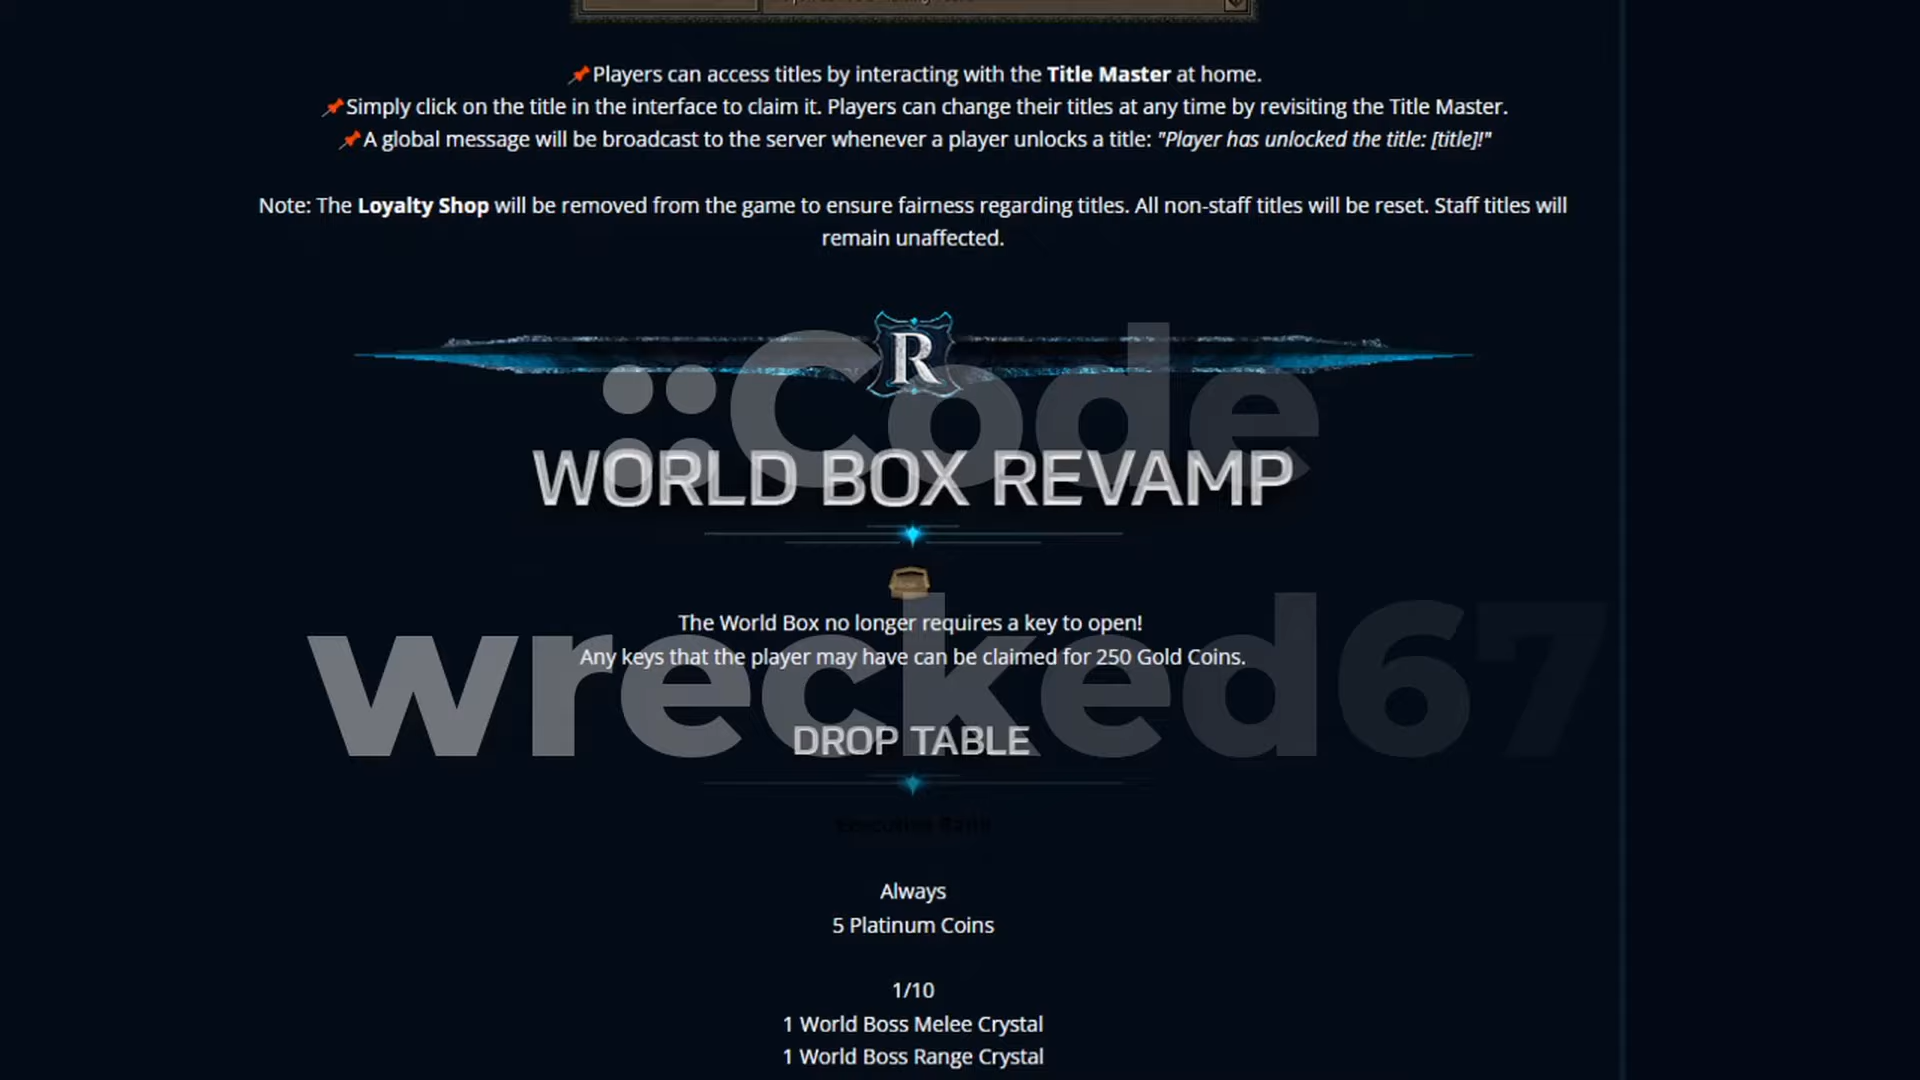 Players can access titles by interacting with the Title Master at home.
Simply click on the title in the interface to claim it. Players can change their titles at any time by revisiting the Title Master.
A global message will be broadcast to the server whenever a player unlocks a title: "Player has unlocked the title: [title]!"
Note: The Loyalty Shop will be removed from the game to ensure fairness regarding titles. All non-staff titles will be reset. Staff titles will
remain unaffected.
R
::Code
WORLD BOX REVAMP
The World Box no longer requires a key to open!
Any keys that the player may have can be claimed for 250 Gold Coins.
wrecked67
DROP TABLE
Always
5 Platinum Coins
1/10
1 World Boss Melee Crystal
1 World Boss Range Crystal